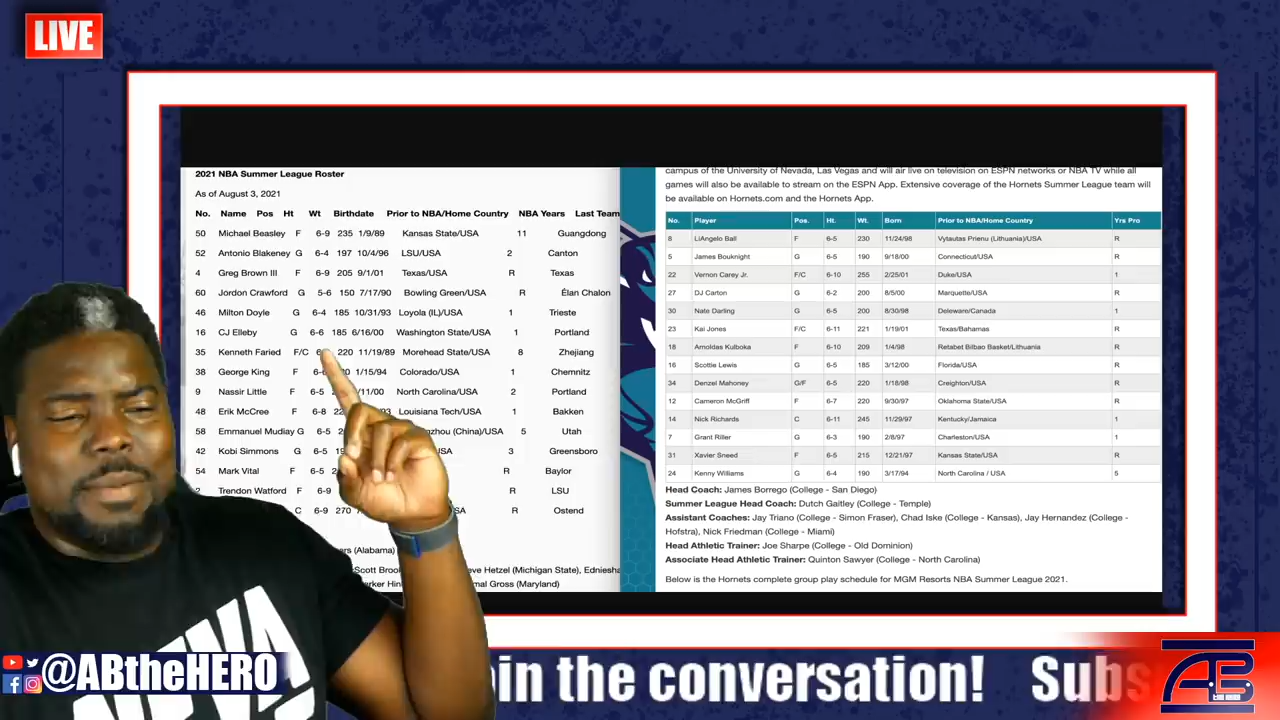 LIVE
2021 NBA Summer League Roster
As of August 3, 2021
No. Name Pos Ht Wt Birthdate Prior to NBA/Home Country NBA Years Last Team
50 Michael Beasley F 6-9 235 1/9/89 Kansas State/USA 11 Guangdong
52 Antonio Blakeney G 6-4 197 10/4/96 LSU/USA 2 Canton
4 Greg Brown III F 6-9 205 9/1/01 Texas/USA R Texas
60 Jordon Crawford G 5-6 150 7/17/90 Bowling Green/USA R Élan Chalon
46 Milton Doyle G 6-4 185 10/31/93 Loyola (IL)/USA 1 Trieste
16 CJ Elleby G 6-6 185 6/16/00 Washington State/USA 1 Portland
35 Kenneth Faried F/C 220 11/19/89 Morehead State/USA 8 Zhejiang
38 George King F 1/15/94 Colorado/USA 1 Chemnitz
9 Nassir Little F 6-5 /11/00 North Carolina/USA 2 Portland
48 Erik McCree F 6-8 Louisiana Tech/USA 1 Bakken
58 Emmanuel Mudiay G 6-5 (China)/USA 5 Utah
42 Kobi Simmons G 6-5 3 Greensboro
54 Mark Vital F 6-5 R Baylor
Trendon Watford F 6-9 R LSU
C 6-9 270 R Ostend
(Alabama)
Scott Hetzel (Michigan State),
Gross (Maryland)
campus of the University of Nevada, Las Vegas and will air live on television on ESPN networks or NBA TV while all
games will also be available to stream on the ESPN App. Extensive coverage of the Hornets Summer League team will
be available on Hornets.com and the Hornets App.
No. Player Pos. Ht. Wt. Born Prior to NBA/Home Country Yrs Pro
8 LiAngelo Ball F 6-5 230 11/24/98 Vytautas Prienu (Lithuania)/USA R
5 James Bouknight G 6-5 190 9/18/00 Connecticut/USA R
22 Vernon Carey Jr. F/C 6-10 255 2/25/01 Duke/USA 1
27 DJ Carton G 6-2 200 8/5/00 Marquette/USA R
30 Nate Darling G 6-5 200 8/30/98 Deleware/Canada 1
23 Kai Jones F/C 6-11 221 1/19/01 Texas/Bahamas R
18 Arnoldas Kulboka F 6-10 209 1/4/98 Retabet Bilbao Basket/Lithuania R
16 Scottie Lewis G 6-5 185 3/12/00 Florida/USA R
34 Denzel Mahoney G/F 6-5 220 1/18/98 Creighton/USA R
12 Cameron McGriff F 6-7 220 9/30/97 Oklahoma State/USA R
14 Nick Richards C 6-11 245 11/29/97 Kentucky/Jamaica 1
7 Grant Riller G 6-3 190 2/8/97 Charleston/USA 1
31 Xavier Sneed F 6-5 215 12/21/97 Kansas State/USA R
24 Kenny Williams G 6-4 190 3/17/94 North Carolina / USA 5
Head Coach: James Borrego (College - San Diego)
Summer League Head Coach: Dutch Gaitley (College - Temple)
Assistant Coaches: Jay Triano (College - Simon Fraser), Chad Iske (College - Kansas), Jay Hernandez (College -
Hofstra), Nick Friedman (College - Miami)
Head Athletic Trainer: Joe Sharpe (College - Old Dominion)
Associate Head Athletic Trainer: Quinton Sawyer (College - North Carolina)
Below is the Hornets complete group play schedule for MGM Resorts NBA Summer League 2021.
@ABtheHERO
in the conversation! Subs
AB